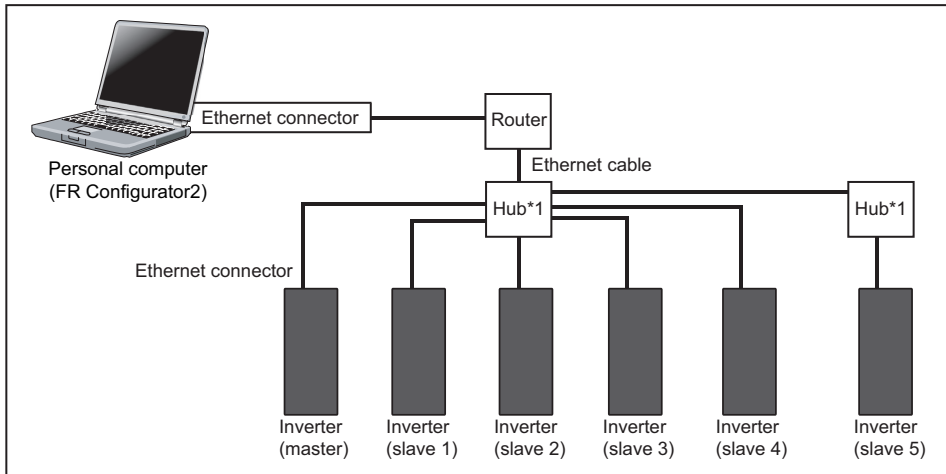 Ethernet connector
Router
Personal computer
(FR Configurator2)
Ethernet cable
Hub*1
Hub*1
Ethernet connector
Inverter
(master)
Inverter
(slave 1)
Inverter
(slave 2)
Inverter
(slave 3)
Inverter
(slave 4)
Inverter
(slave 5)